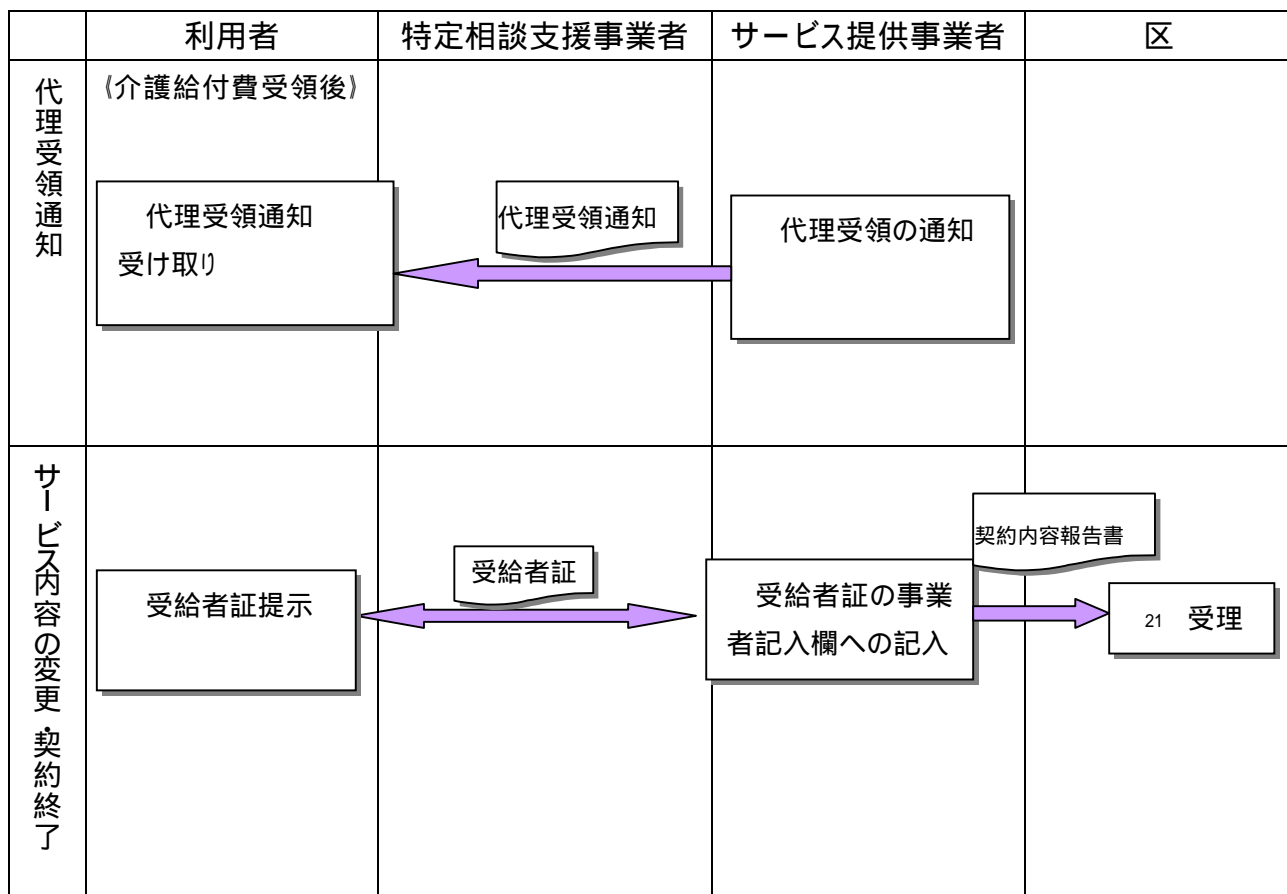 利用者
特定相談支援事業者
サービス提供事業者
区
代理受領通知
《介護給付費受領後》
代理受領通知
受け取り
代理受領通知
代理受領の通知
サービス内容の変更・契約終了
受給者証提示
受給者証
受給者証の事業
者記入欄への記入
契約内容報告書
21 受理